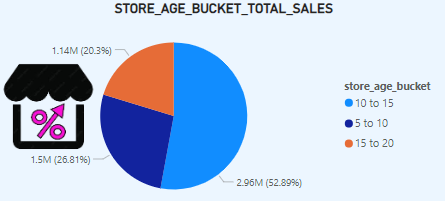 STORE_AGE_BUCKET_TOTAL_SALES
1.14M (20.3%)
store_age_bucket
10 to 15
5 to 10
15 to 20
%
1.5M (26.81%)
2.96M (52.89%)